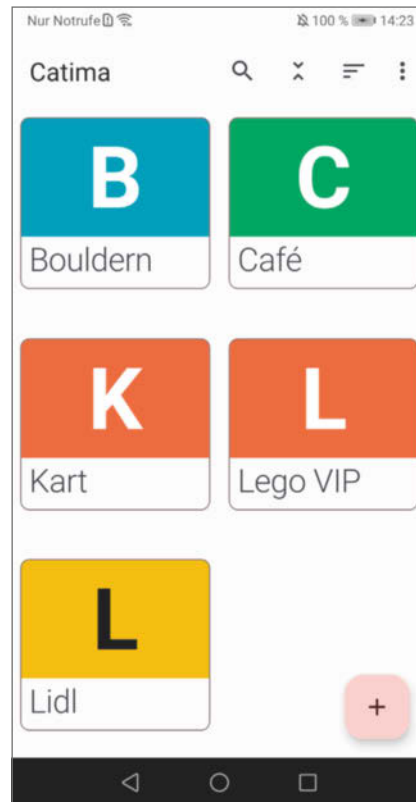 Nur Notrufe 100 % 14:23
Catima
B
Bouldern
C
Café
K
Kart
L
Lego VIP
L
Lidl
+